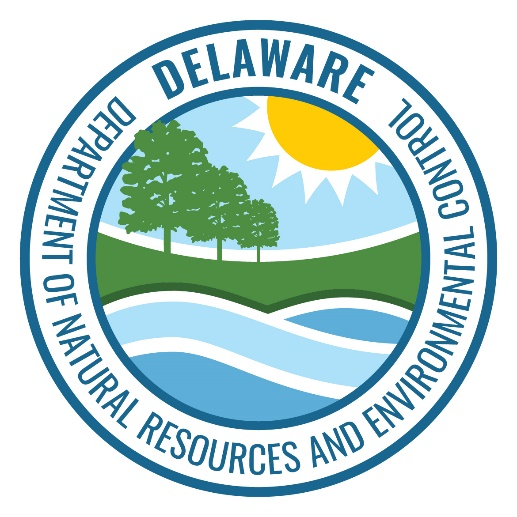 DELAWARE
DEPARTMENT OF NATURAL RESOURCES AND ENVIRONMENTAL CONTROL